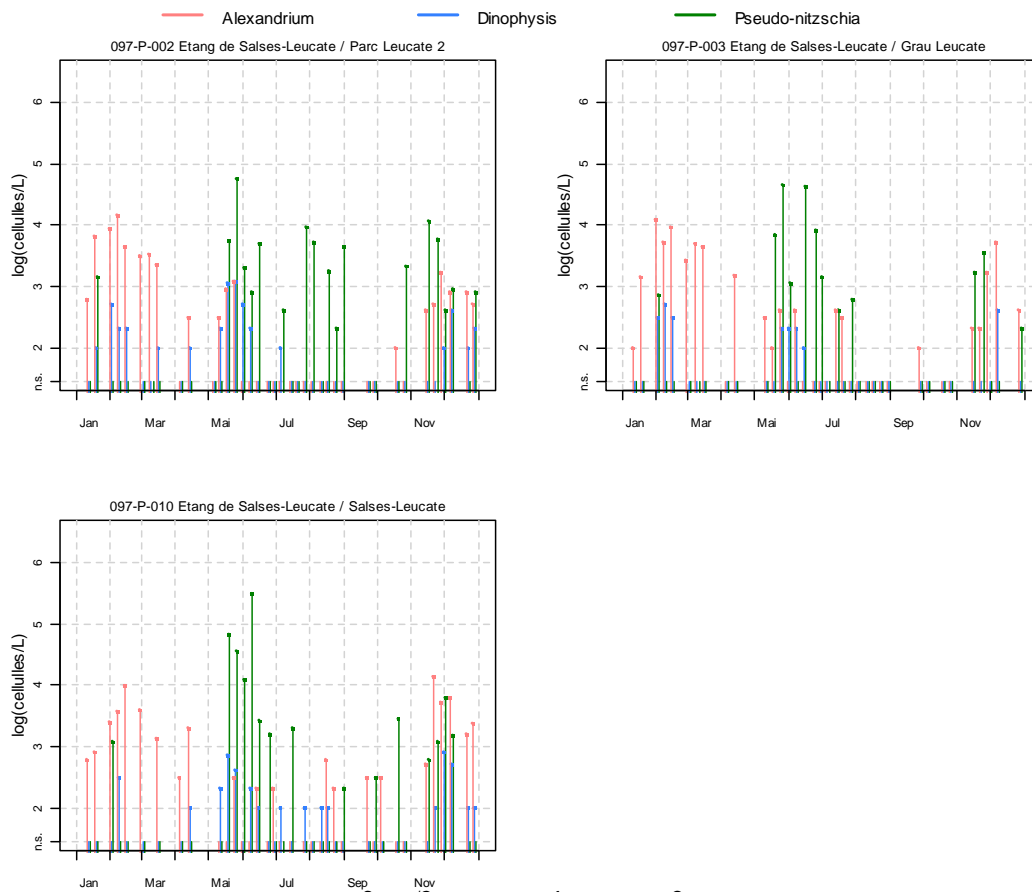 Alexandrium Dinophysis Pseudo-nitzschia
097-P-002 Etang de Salses-Leucate / Parc Leucate 2
log(cellulles/L)
6
5
4
3
2
n.s.
Jan Mar Mai Jul Sep Nov
097-P-003 Etang de Salses-Leucate / Grau Leucate
log(cellulles/L)
6
5
4
3
2
n.s.
Jan Mar Mai Jul Sep Nov
097-P-010 Etang de Salses-Leucate / Salses-Leucate
log(cellulles/L)
6
5
4
3
2
n.s.
Jan Mar Mai Jul Sep Nov